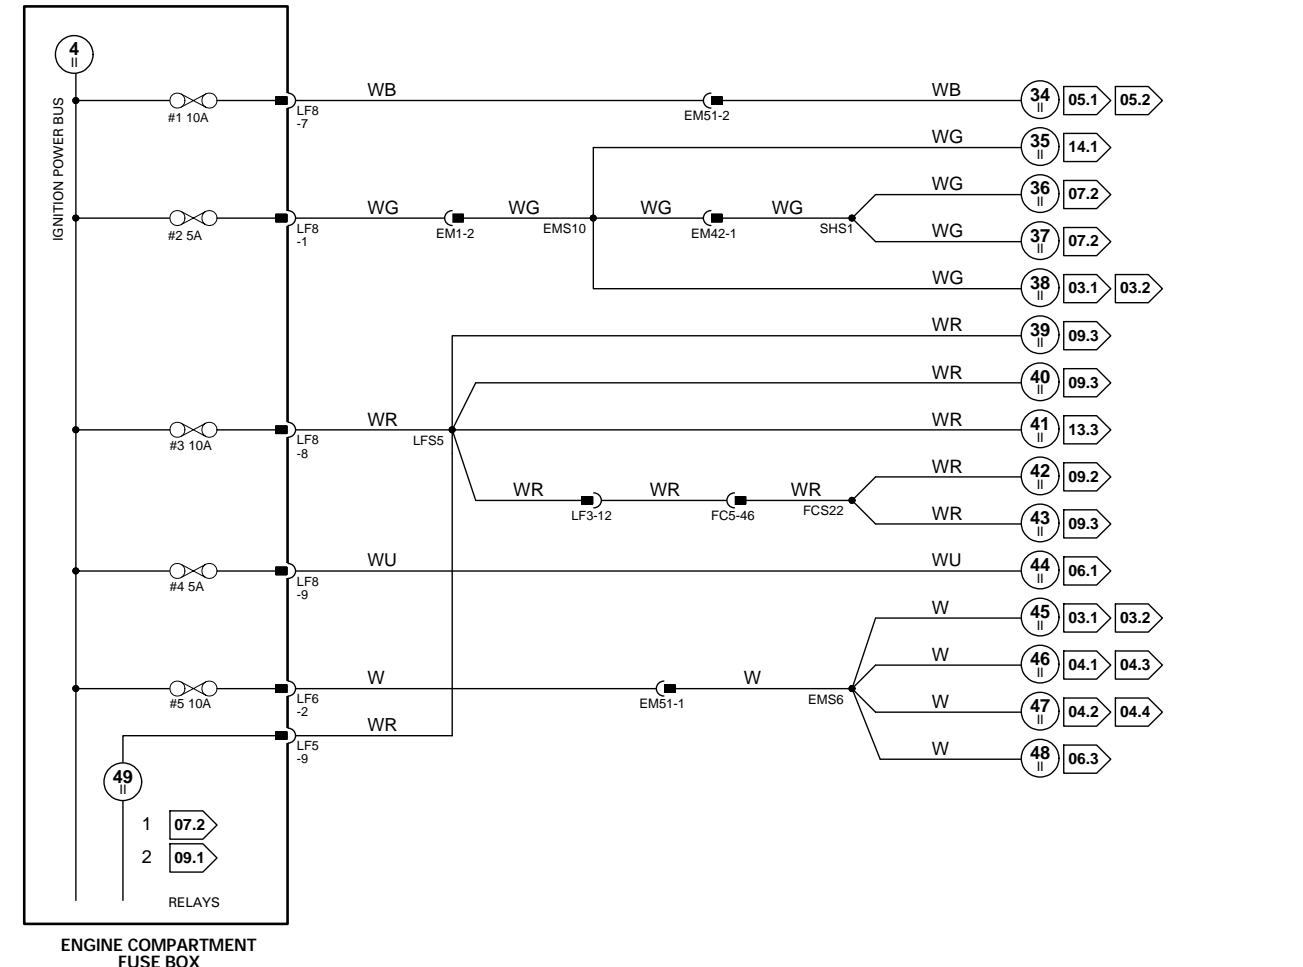 4
II
IGNITION POWER BUS
#1 10A
LF8
-7
WB
EM51-2
WB
34
II
05.1
05.2
WG
35
II
14.1
#2 5A
LF8
-1
WG
EM1-2
WG
EMS10
WG
EM42-1
WG
SHS1
WG
36
II
07.2
WG
37
II
07.2
WG
38
II
03.1
03.2
WR
39
II
09.3
WR
40
II
09.3
#3 10A
LF8
-8
WR
LFS5
WR
41
II
13.3
WR
LF3-12
WR
FC5-46
WR
FCS22
WR
42
II
09.2
WR
43
II
09.3
#4 5A
LF8
-9
WU
WU
44
II
06.1
W
45
II
03.1
03.2
#5 10A
LF6
-2
W
EM51-1
W
EMS6
W
46
II
04.1
04.3
W
47
II
04.2
04.4
LF5
-9
WR
W
48
II
06.3
49
II
1
07.2
2
09.1
RELAYS
ENGINE COMPARTMENT
FUSE BOX